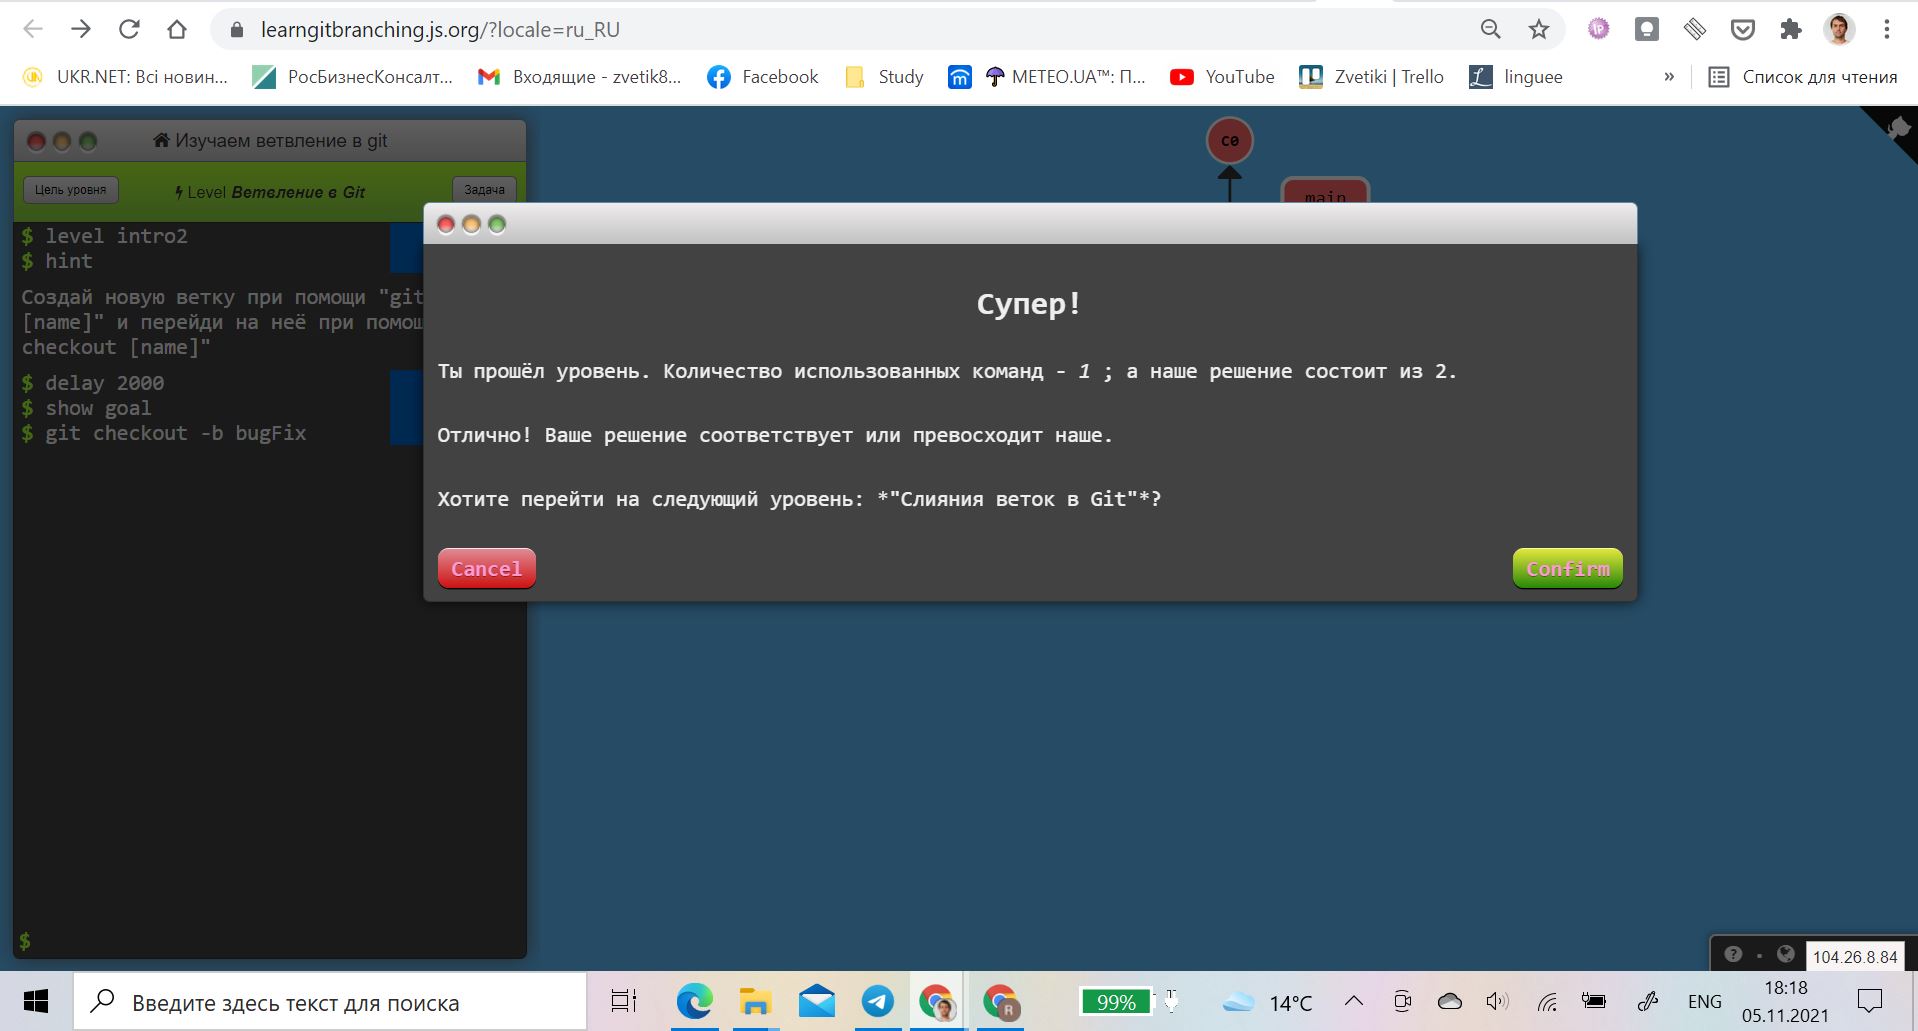 learngitbranching.js.org/?locale=ru_RU
UKR.NET: Всі новин...
РосБизнесКонсалт...
Входящие - zvetik8...
Facebook
Study
METEO.UA™: П...
YouTube
Zvetiki | Trello
linguee
»
Список для чтения
Изучаем ветвление в git
c0
Цель уровня
Level Ветвление в Git
Задача
main
$ level intro2
$ hint
Создай новую ветку при помощи "git
[name]" и перейди на неё при помощ
checkout [name]"
$ delay 2000
$ show goal
$ git checkout -b bugFix
$
Супер!
Ты прошёл уровень. Количество использованных команд - 1 ; а наше решение состоит из 2.
Отлично! Ваше решение соответствует или превосходит наше.
Хотите перейти на следующий уровень: *"Слияния веток в Git"*?
Cancel
Confirm
104.26.8.84
Введите здесь текст для поиска
R
99%
14°C
ENG
18:18
05.11.2021